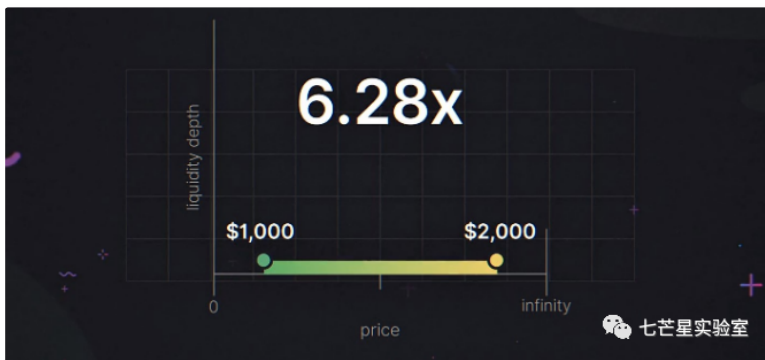 6.28x
liquidity depth
$1,000
$2,000
0
infinity
price
七芒星实验室